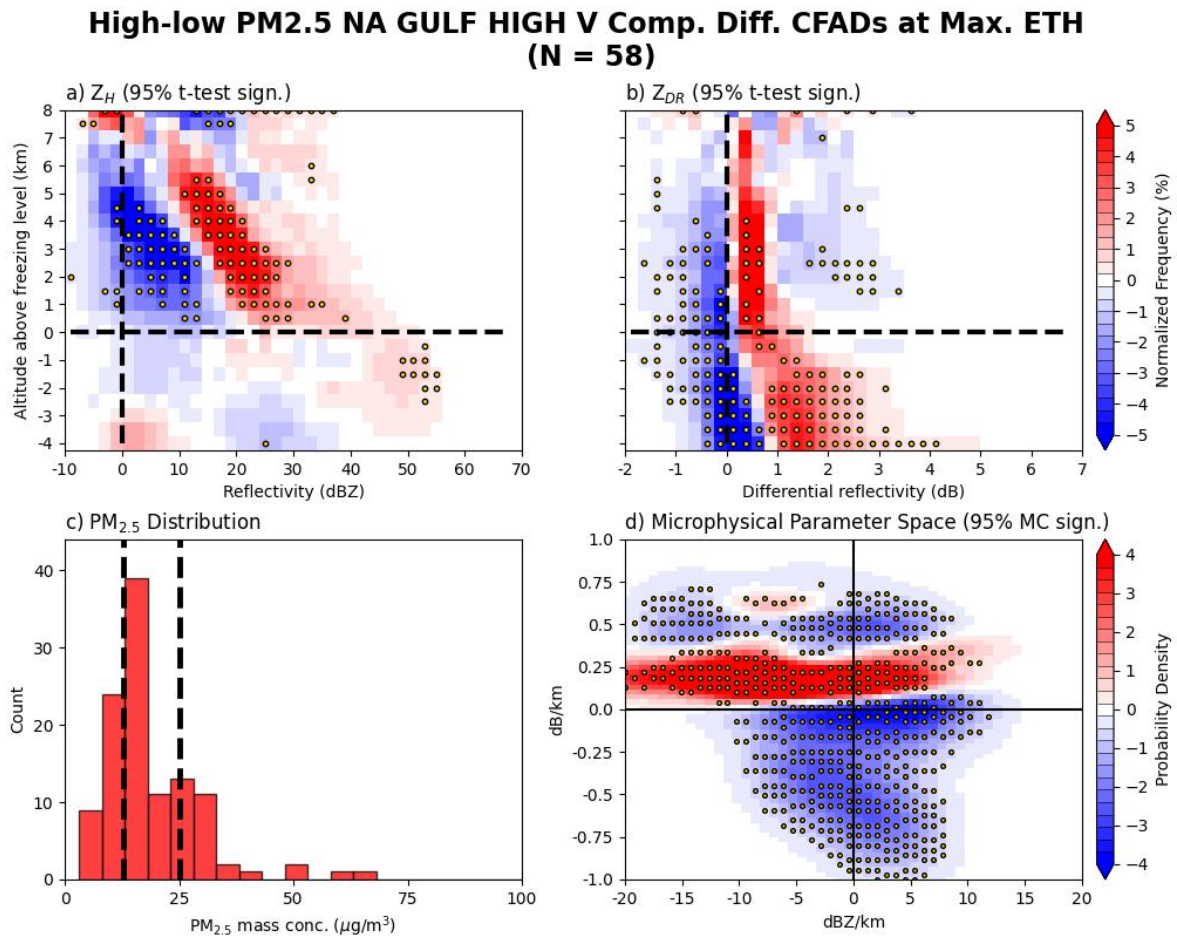 High-low PM2.5 NA GULF HIGH V Comp. Diff. CFADs at Max. ETH
(N = 58)
a) Z_H (95% t-test sign.)
b) Z_DR (95% t-test sign.)
Altitude above freezing level (km)
8
7
6
5
4
3
2
1
0
-1
-2
-3
-4
-10 0 10 20 30 40 50 60 70
Reflectivity (dBZ)
-2 -1 0 1 2 3 4 5 6 7
Differential reflectivity (dB)
5
4
3
2
1
0
−1
−2
−3
−4
−5
Normalized Frequency (%)
c) PM2.5 Distribution
d) Microphysical Parameter Space (95% MC sign.)
Count
40
30
20
10
0
0 25 50 75 100
PM2.5 mass conc. (μg/m³)
dB/km
1.0
0.75
0.5
0.25
0.0
-0.25
-0.5
-0.75
-1.0
-20 -15 -10 -5 0 5 10 15 20
dBZ/km
4
3
2
1
0
−1
−2
−3
−4
Probability Density